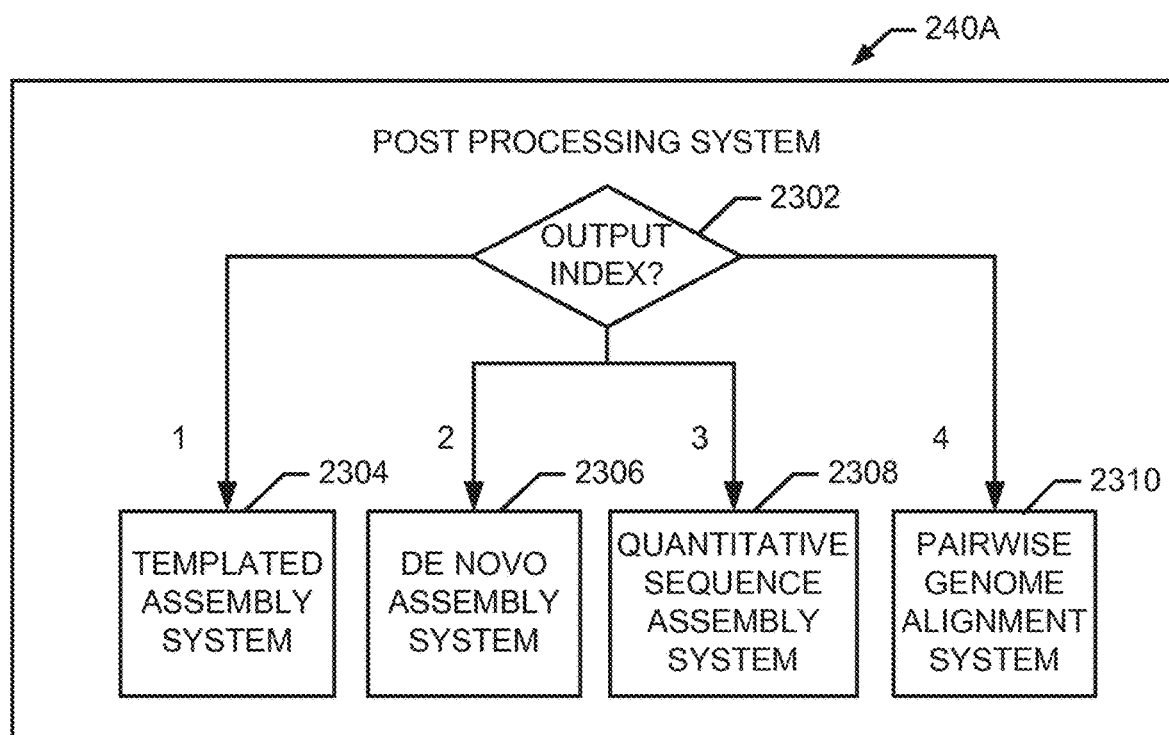 240A
POST PROCESSING SYSTEM
2302
OUTPUT
INDEX?
1
2
3
4
2304
2306
2308
2310
TEMPLATED
ASSEMBLY
SYSTEM
DE NOVO
ASSEMBLY
SYSTEM
QUANTITATIVE
SEQUENCE
ASSEMBLY
SYSTEM
PAIRWISE
GENOME
ALIGNMENT
SYSTEM